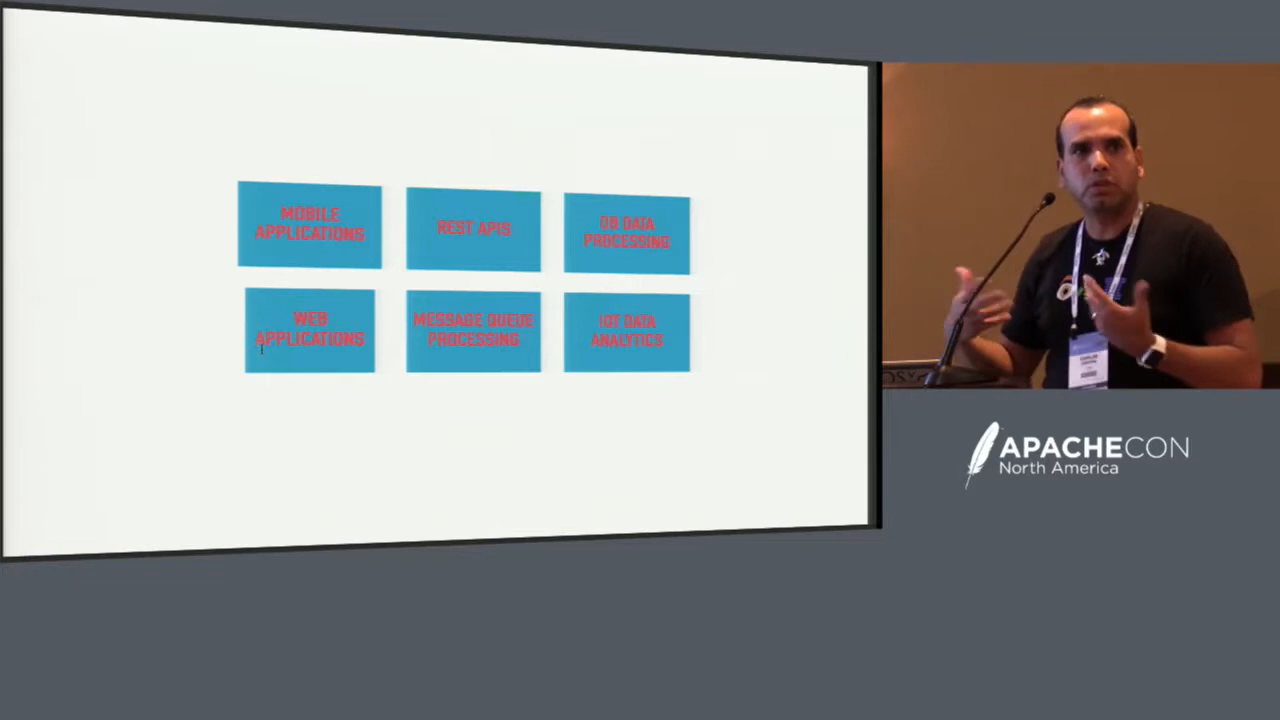 MOBILE
APPLICATIONS
REST APIS
DB DATA
PROCESSING
WEB
APPLICATIONS
MESSAGE QUEUE
PROCESSING
IOT DATA
ANALYTICS
APACHECON
North America